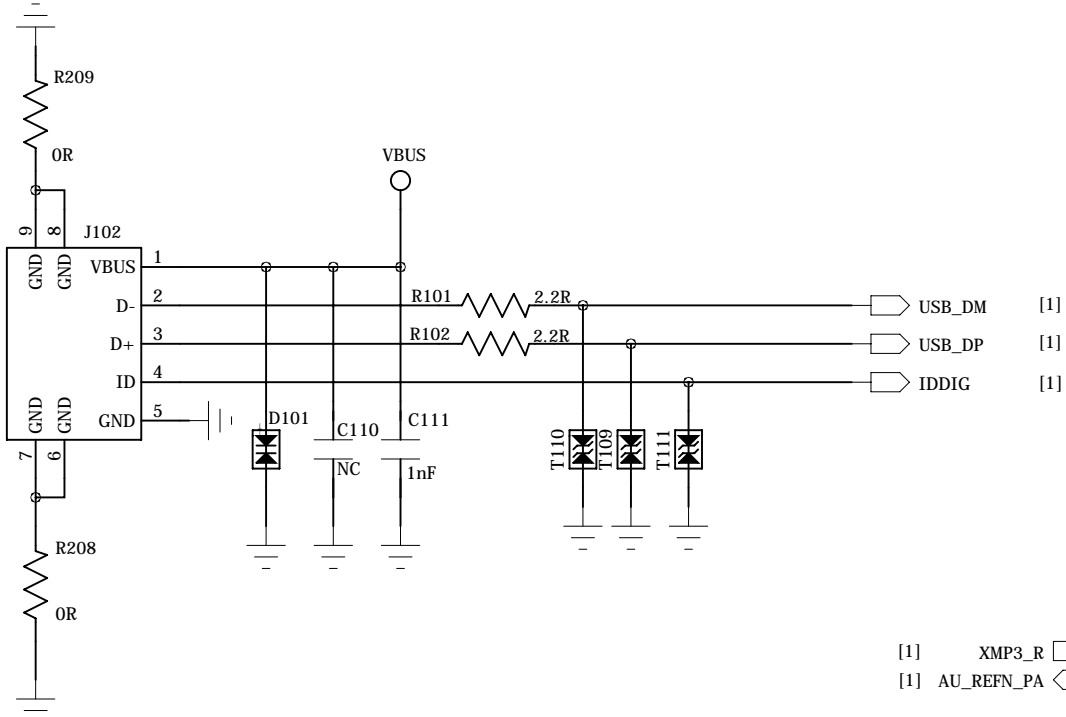 R209
0R
VBUS
9 8 J102
GND GND
VBUS 1
D- 2 R101 2.2R USB_DM [1]
D+ 3 R102 2.2R USB_DP [1]
ID 4 IDDIG [1]
GND GND GND 5
7 6
D101 C110 C111
NC 1nF
T110 T109 T111
R208
0R
[1] XMP3_R
[1] AU_REFN_PA